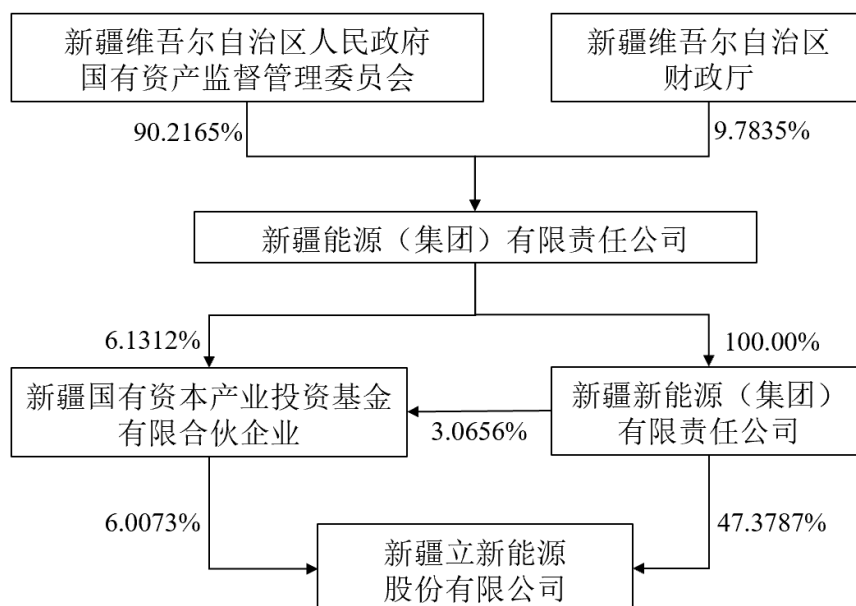 新疆维吾尔自治区人民政府
国有资产监督管理委员会
新疆维吾尔自治区
财政厅
90.2165%
9.7835%
新疆能源（集团）有限责任公司
6.1312%
100.00%
新疆国有资本产业投资基金
有限合伙企业
3.0656%
新疆新能源（集团）
有限责任公司
6.0073%
47.3787%
新疆立新能源
股份有限公司